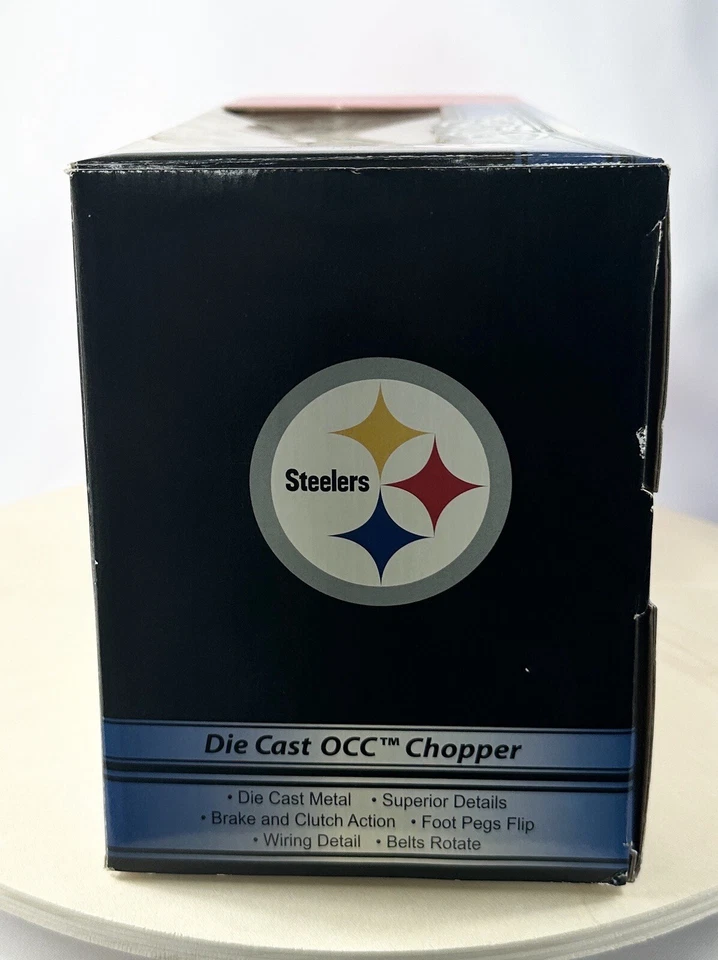 Steelers
Die Cast OCC™ Chopper
• Die Cast Metal • Superior Details
• Brake and Clutch Action • Foot Pegs Flip
• Wiring Detail • Belts Rotate